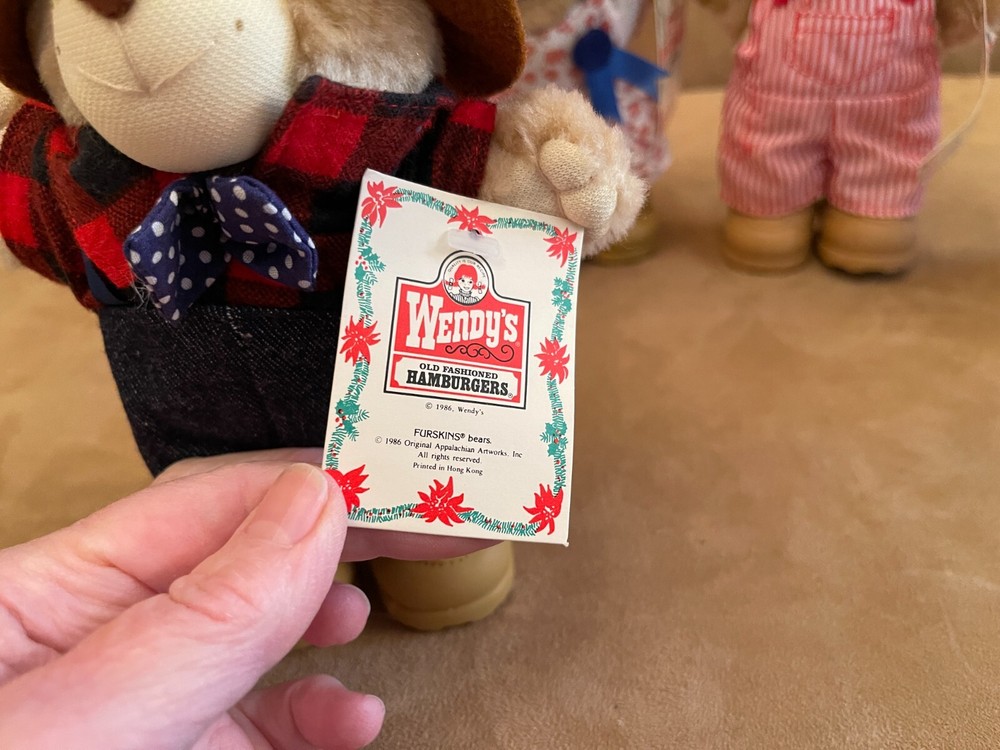 WENDY'S
OLD FASHIONED
HAMBURGERS®
© 1986, Wendy's
FURSKINS® bears.
© 1986 Original Appalachian Artworks, Inc
All rights reserved.
Printed in Hong Kong